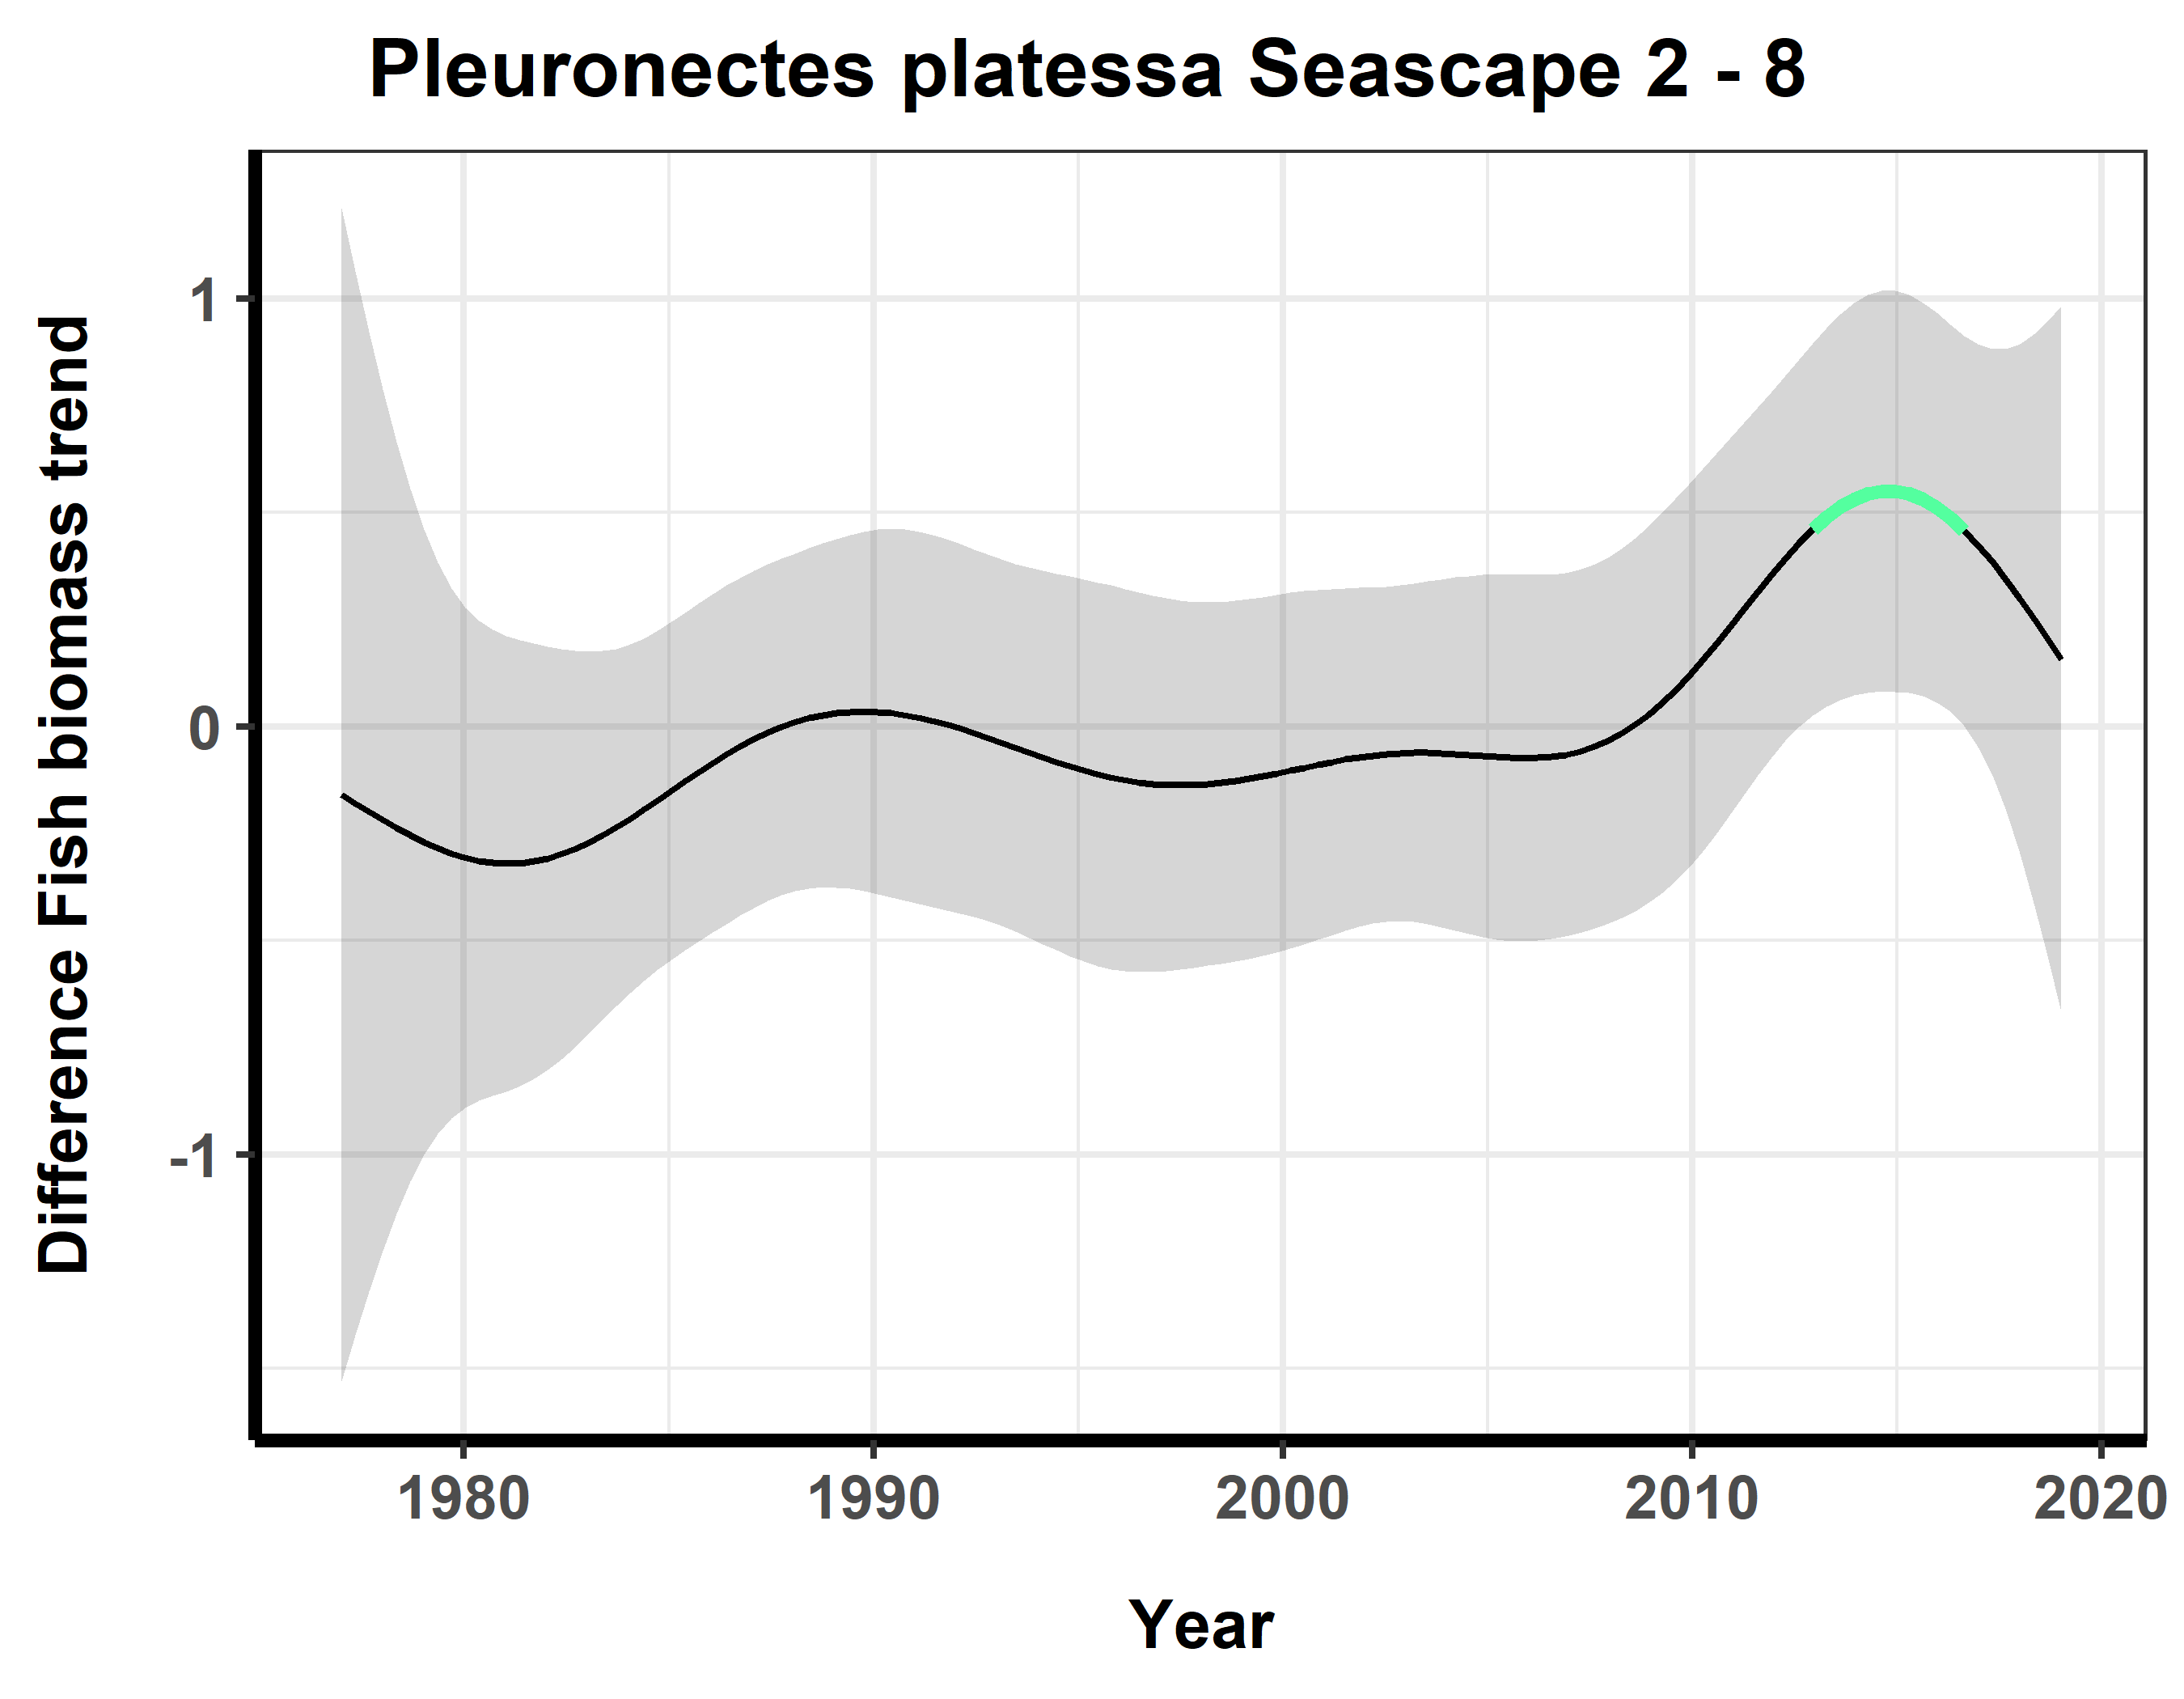 Pleuronectes platessa Seascape 2 - 8
Difference Fish biomass trend
1
0
-1
1980
1990
2000
2010
2020
Year